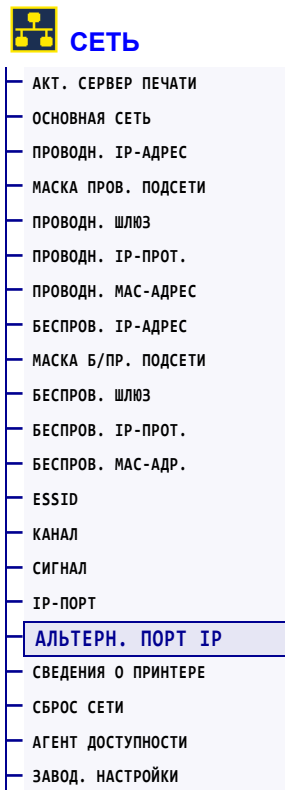 СЕТЬ
АКТ. СЕРВЕР ПЕЧАТИ
ОСНОВНАЯ СЕТЬ
ПРОВОДН. IP-АДРЕС
МАСКА ПРОВ. ПОДСЕТИ
ПРОВОДН. ШЛЮЗ
ПРОВОДН. IP-ПРОТ.
ПРОВОДН. MAC-АДРЕС
БЕСПРОВ. IP-АДРЕС
МАСКА Б/ПР. ПОДСЕТИ
БЕСПРОВ. ШЛЮЗ
БЕСПРОВ. IP-ПРОТ.
БЕСПРОВ. MAC-АДР.
ESSID
КАНАЛ
СИГНАЛ
IP-ПОРТ
АЛЬТЕРН. ПОРТ IP
СВЕДЕНИЯ О ПРИНТЕРЕ
СБРОС СЕТИ
АГЕНТ ДОСТУПНОСТИ
ЗАВОД. НАСТРОЙКИ